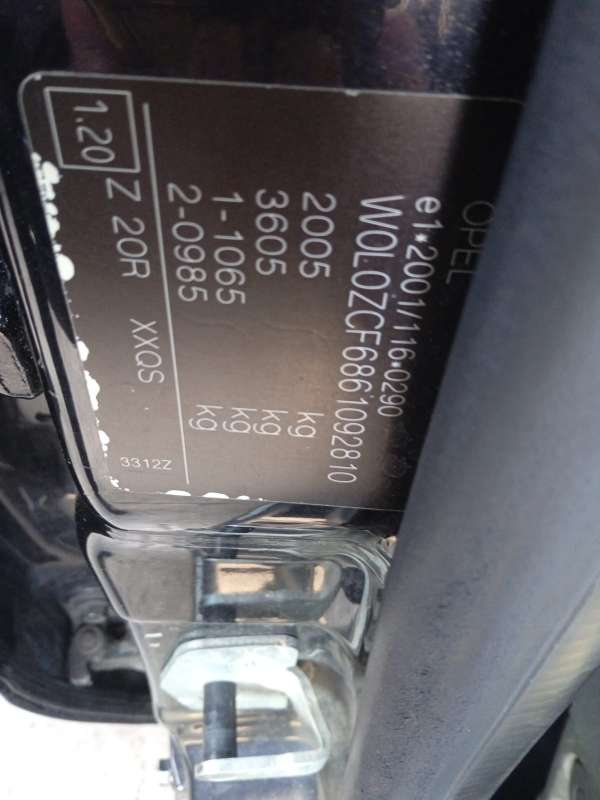 OPEL
e1*2001/116*0290
W0L0ZCF6861092810
2005 kg
3605 kg
1-1065 kg
2-0985 kg
1.20 Z 20R XXQS 3312Z